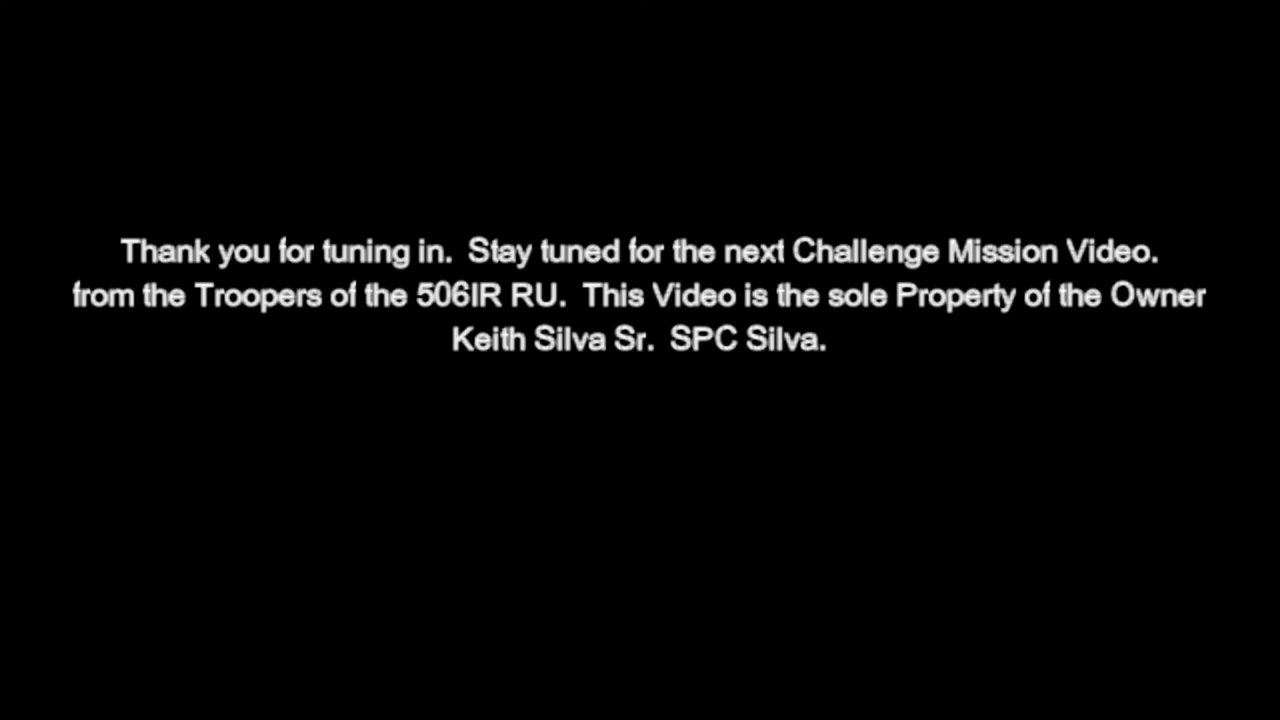 Thank you for tuning in.  Stay tuned for the next Challenge Mission Video.
from the Troopers of the 506IR RU.  This Video is the sole Property of the Owner
Keith Silva Sr.  SPC Silva.